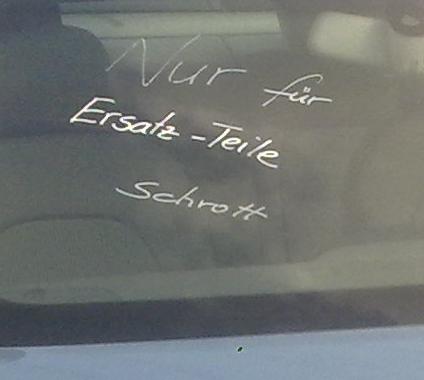 Nur für
Ersatz-Teile
Schrott